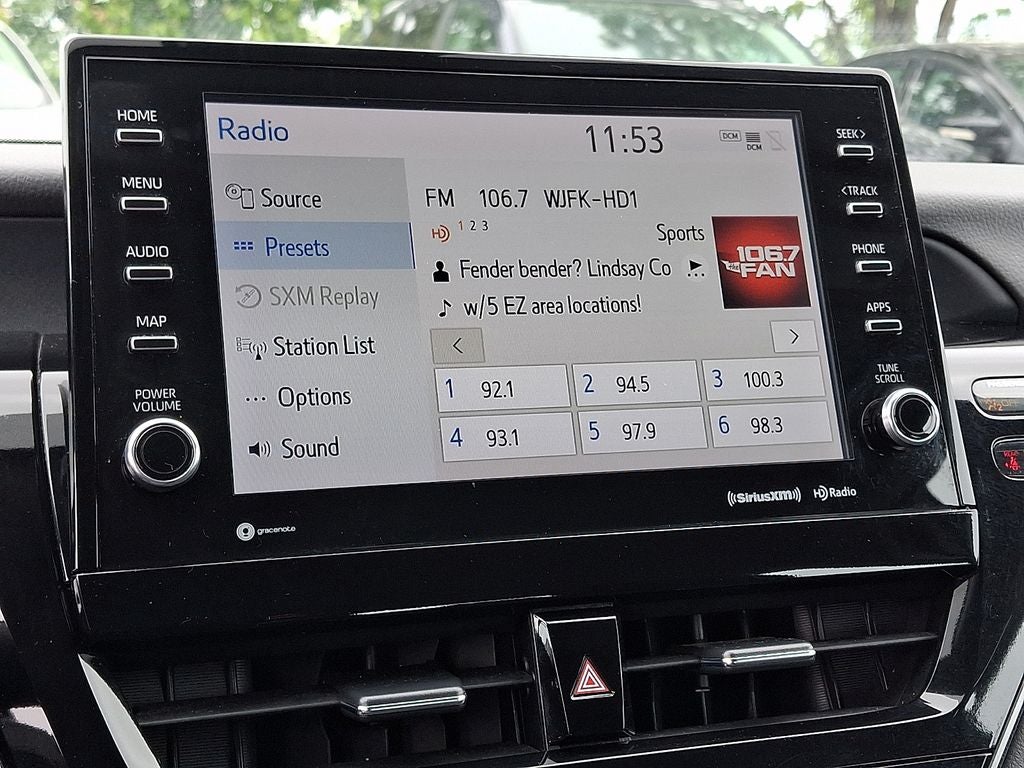 HOME
MENU
AUDIO
MAP
POWER
VOLUME
Radio
11:53
DCM
DCM
Source
Presets
SXM Replay
Station List
Options
Sound
FM 106.7 WJFK-HD1
HD 1 2 3
Sports
Fender bender? Lindsay Co
w/5 EZ area locations!
106.7
the FAN
1 92.1
2 94.5
3 100.3
4 93.1
5 97.9
6 98.3
SEEK>
<TRACK
PHONE
APPS
TUNE
SCROLL
gracenote
((SiriusXM))
HD Radio